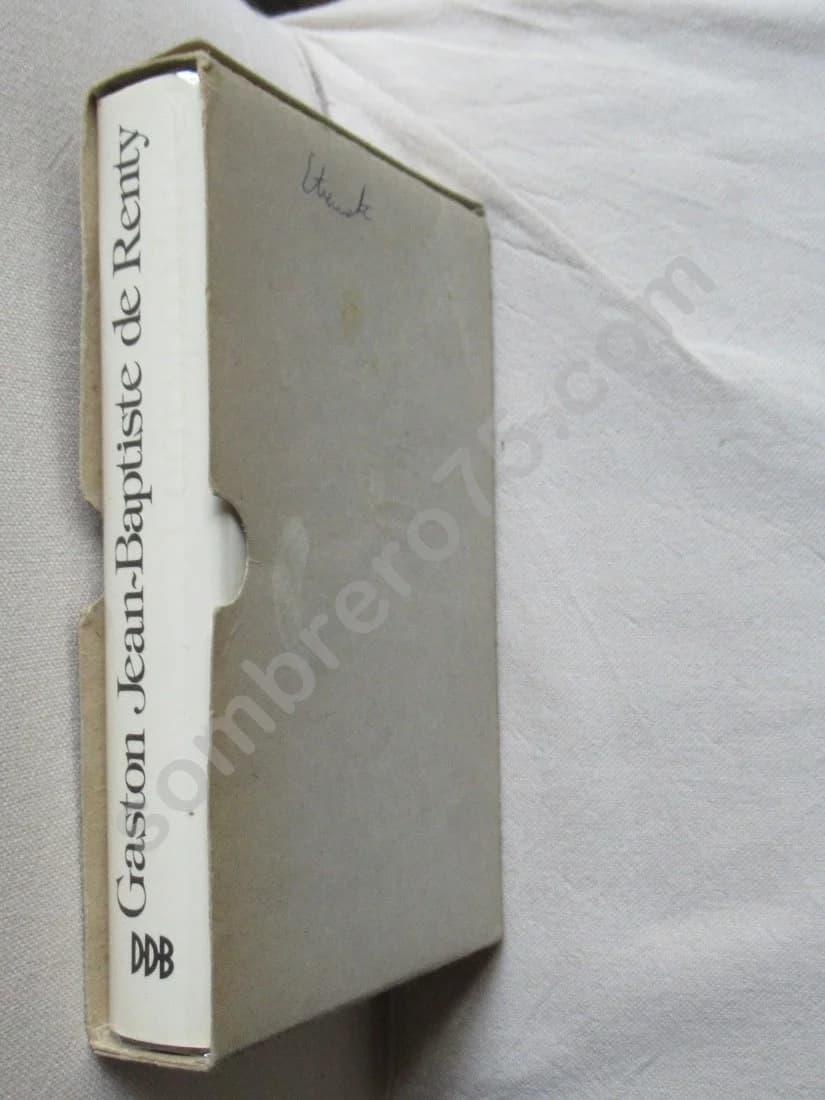 Gaston Jean-Baptiste de Renty
DDB
sombrero75.com